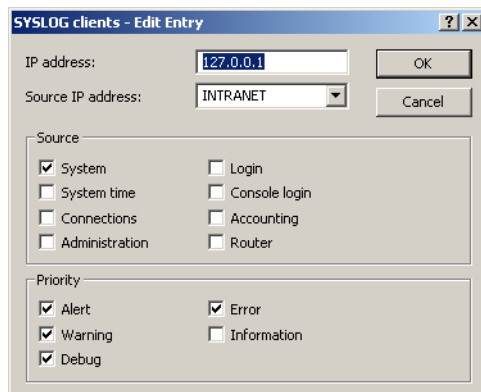 SYSLOG clients - Edit Entry
IP address: 127.0.0.1 OK
Source IP address: INTRANET Cancel
Source
System Login
System time Console login
Connections Accounting
Administration Router
Priority
Alert Error
Warning Information
Debug